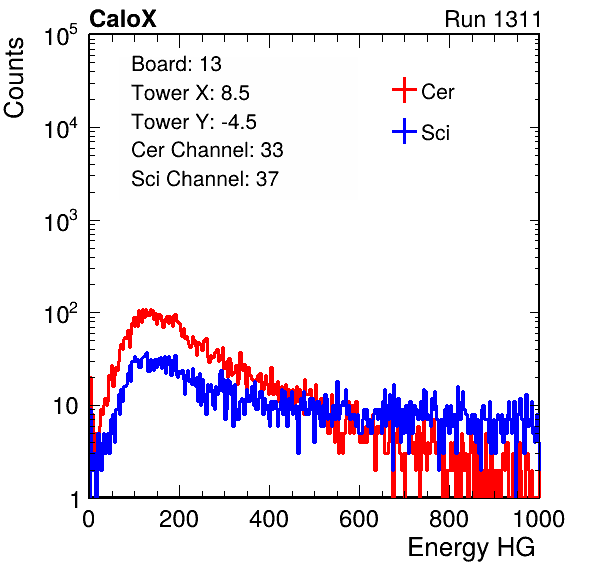 CaloX Run 1311
Counts
Board: 13
Tower X: 8.5
Tower Y: -4.5
Cer Channel: 33
Sci Channel: 37
Cer
Sci
10^5
10^4
10^3
10^2
10
1
0 200 400 600 800 1000
Energy HG